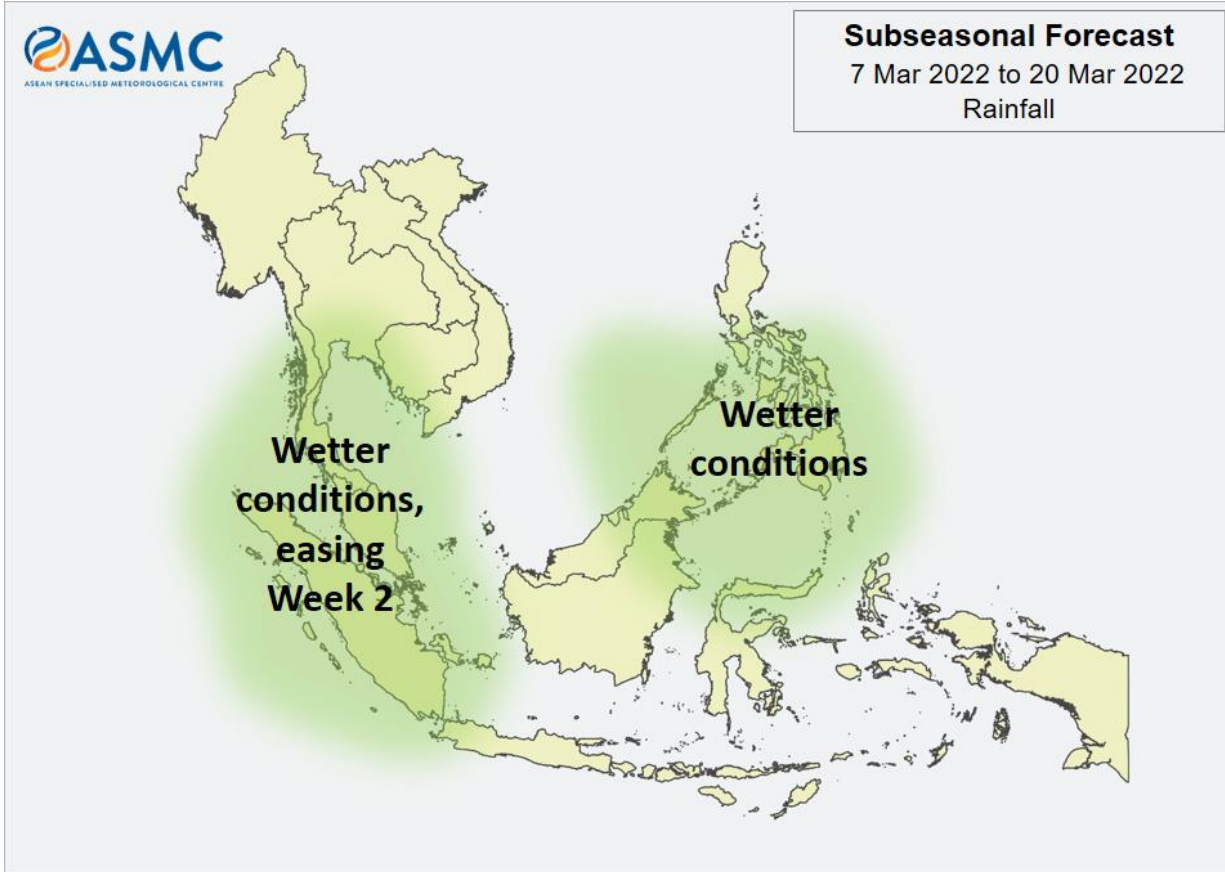 ASMC
ASEAN SPECIALISED METEOROLOGICAL CENTRE
Subseasonal Forecast
7 Mar 2022 to 20 Mar 2022
Rainfall
Wetter
conditions,
easing
Week 2
Wetter
conditions